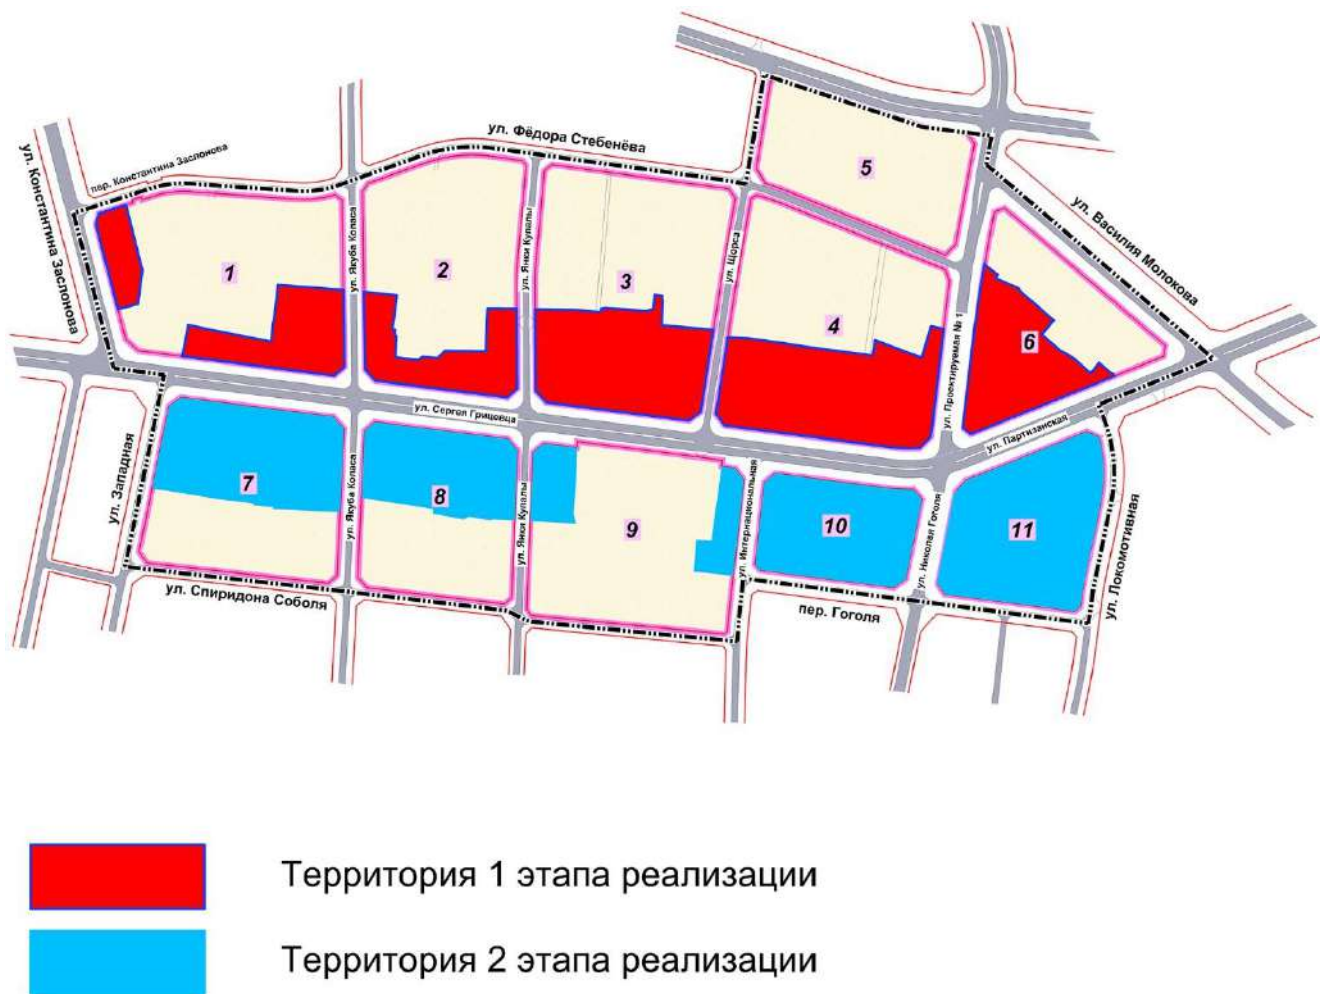 ул. Фёдора Стебенёва
пер. Константина Заслонова
ул. Константина Заслонова
ул. Василия Молокова
5
1
2
3
4
6
ул. Якуба Коласа
ул. Янки Купалы
ул. Щорса
ул. Проектируемая № 1
ул. Сергея Грицевца
ул. Партизанская
ул. Западная
7
8
9
10
11
ул. Якуба Коласа
ул. Янки Купалы
ул. Интернациональная
ул. Николая Гоголя
ул. Локомотивная
ул. Спиридона Соболя
пер. Гоголя
Территория 1 этапа реализации
Территория 2 этапа реализации